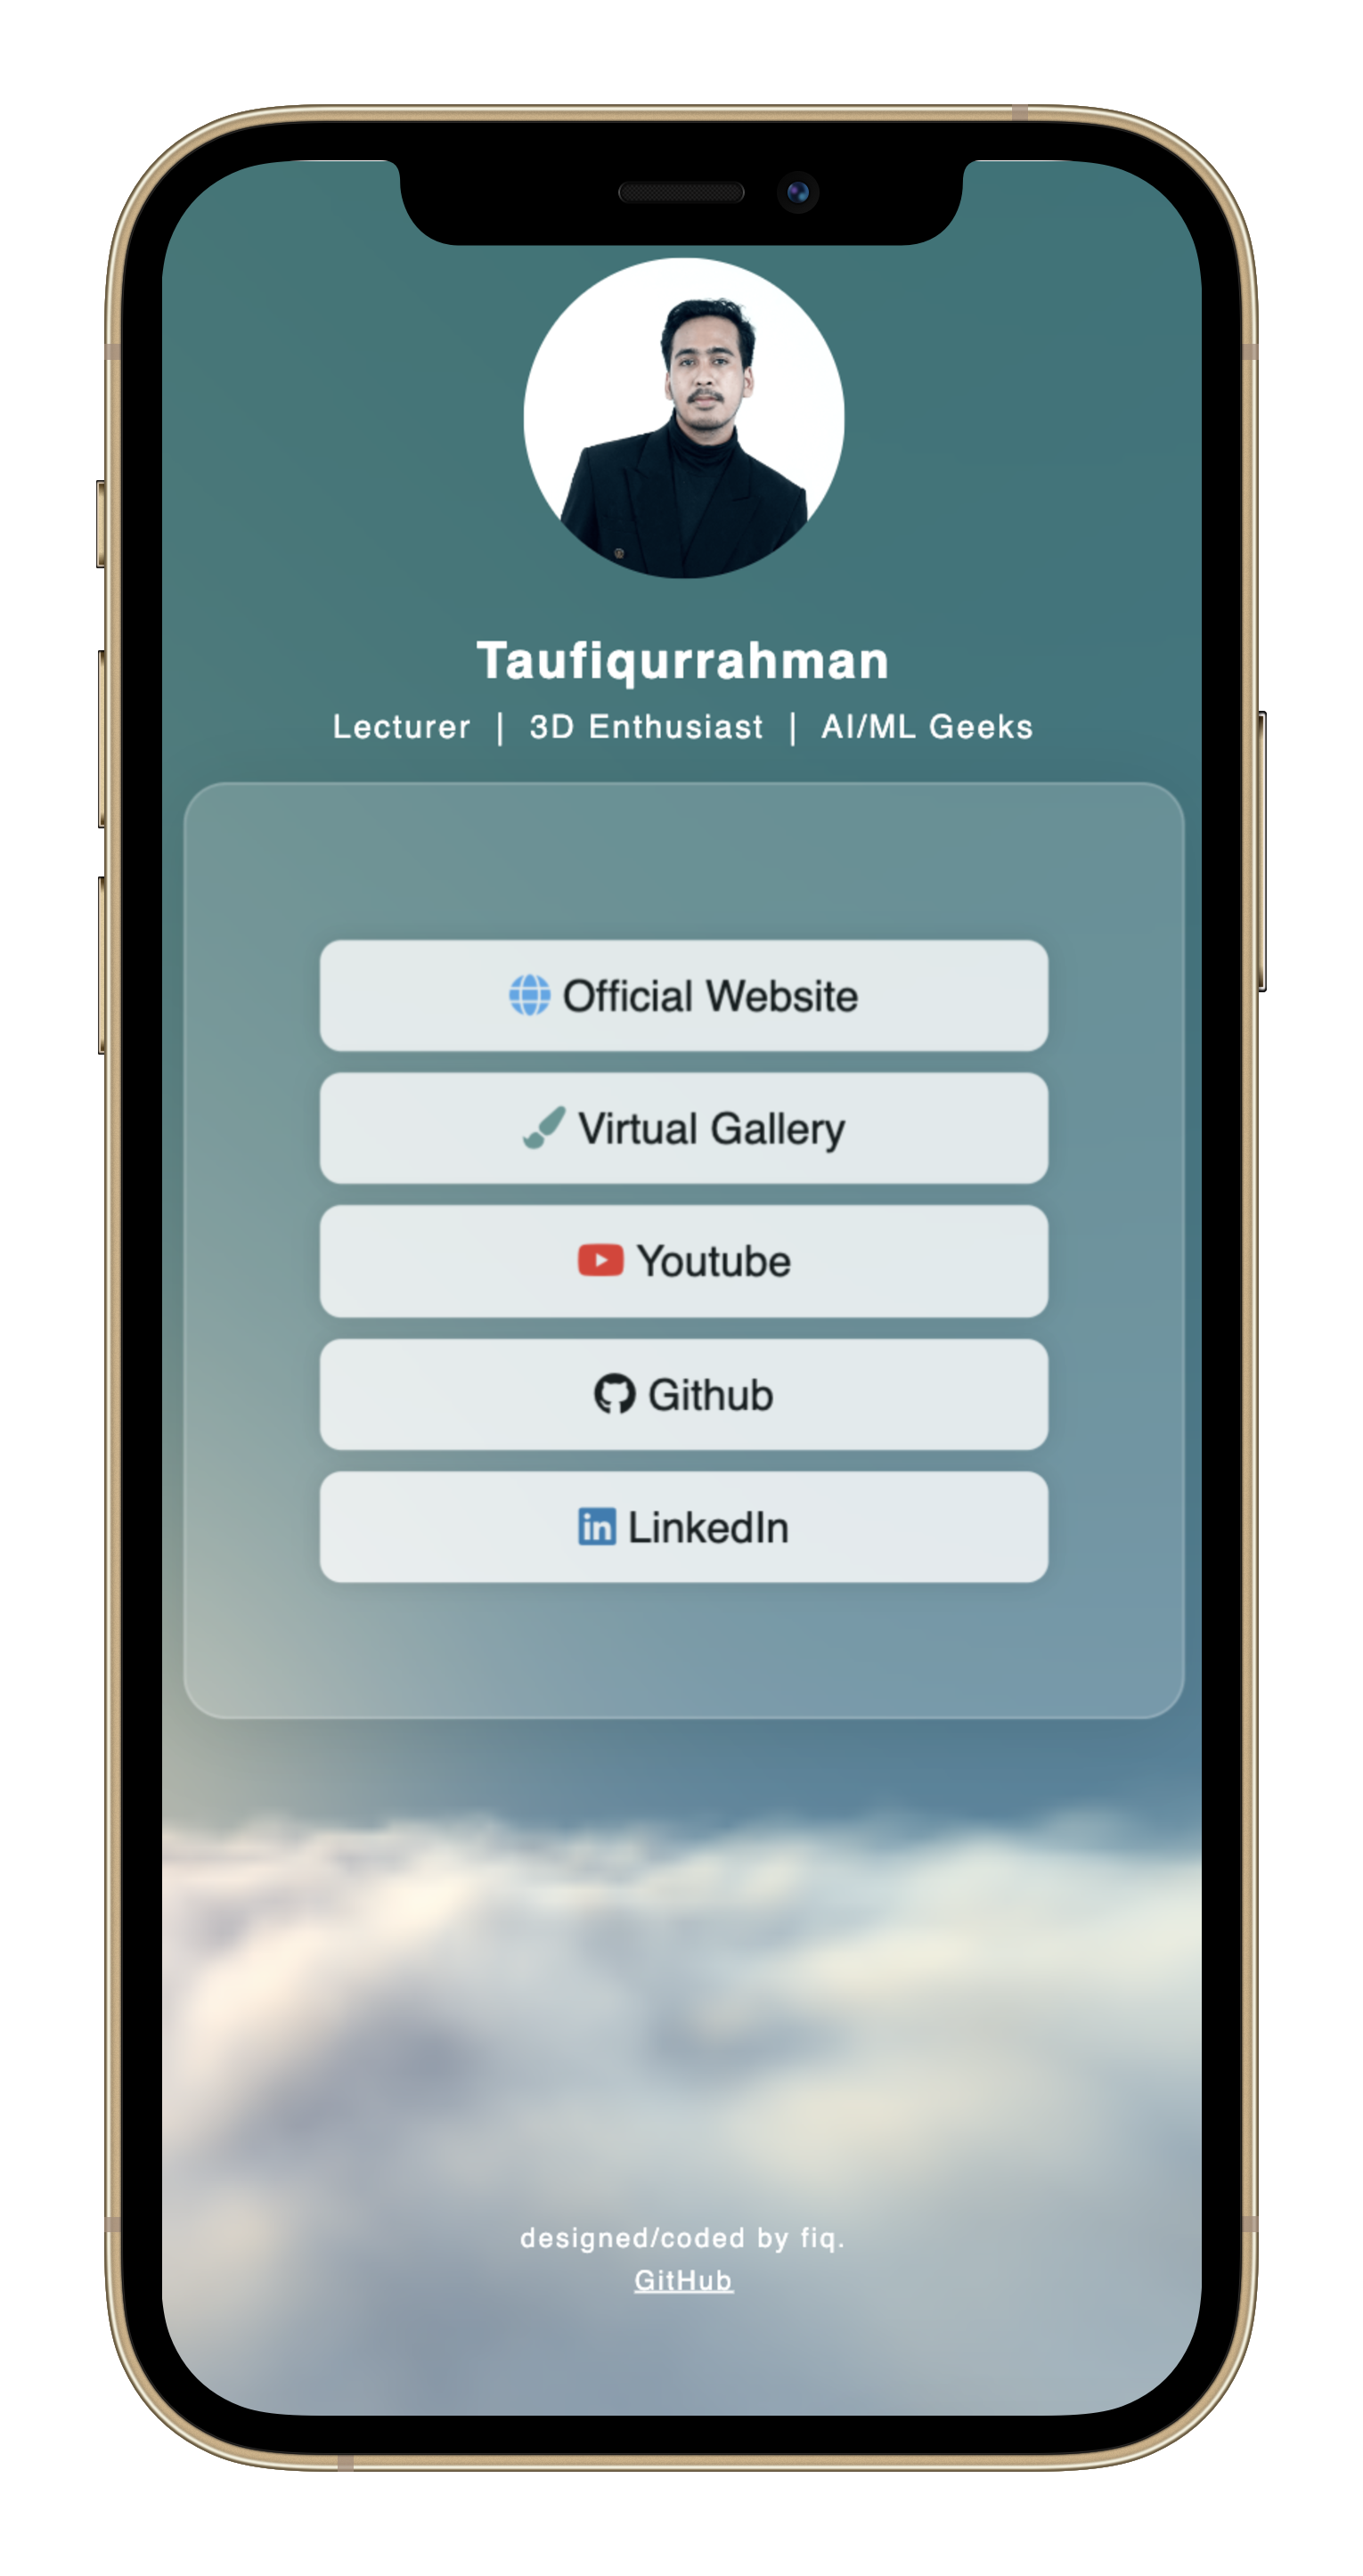 Taufiqurrahman
Lecturer | 3D Enthusiast | AI/ML Geeks
Official Website
Virtual Gallery
Youtube
Github
in LinkedIn
designed/coded by fiq.
GitHub